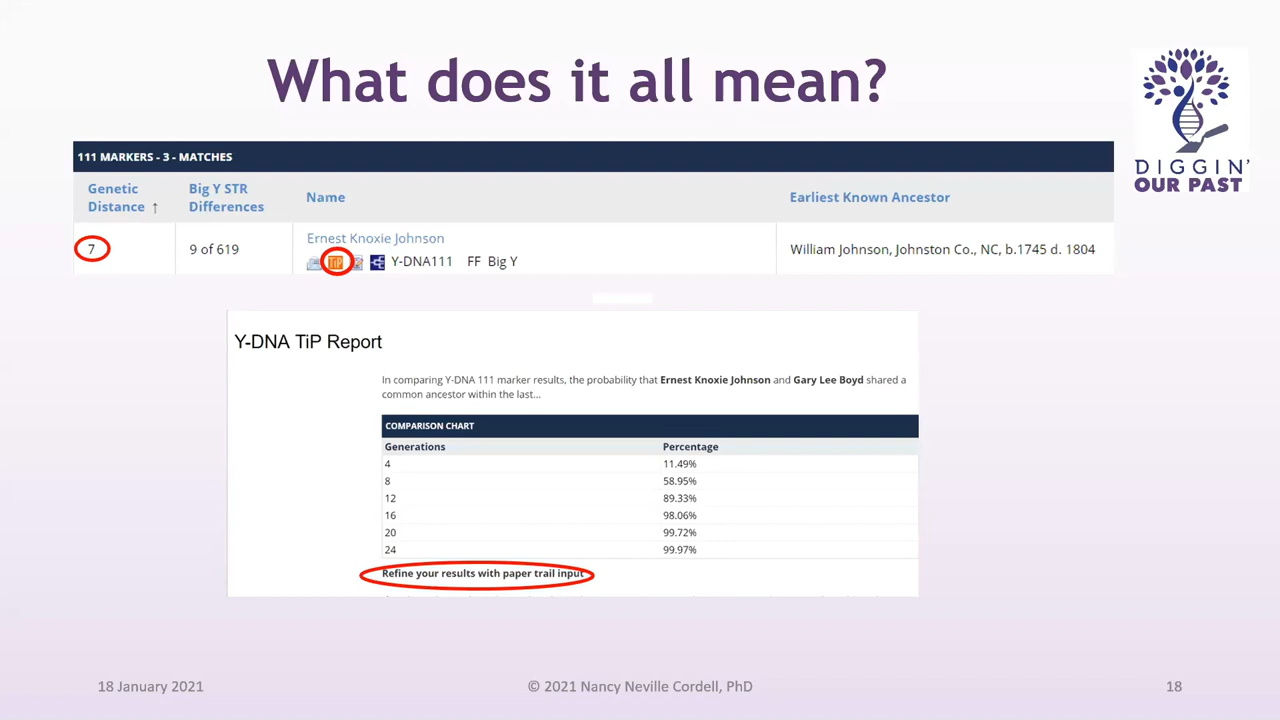 What does it all mean?
DIGGIN'
OUR PAST
111 MARKERS - 3 - MATCHES
Genetic Distance ↑ Big Y STR Differences Name Earliest Known Ancestor
7 9 of 619 Ernest Knoxie Johnson William Johnson, Johnston Co., NC, b.1745 d. 1804
TiP Y-DNA111 FF Big Y
Y-DNA TiP Report
In comparing Y-DNA 111 marker results, the probability that Ernest Knoxie Johnson and Gary Lee Boyd shared a
common ancestor within the last...
COMPARISON CHART
Generations Percentage
4 11.49%
8 58.95%
12 89.33%
16 98.06%
20 99.72%
24 99.97%
Refine your results with paper trail input
18 January 2021 © 2021 Nancy Neville Cordell, PhD 18